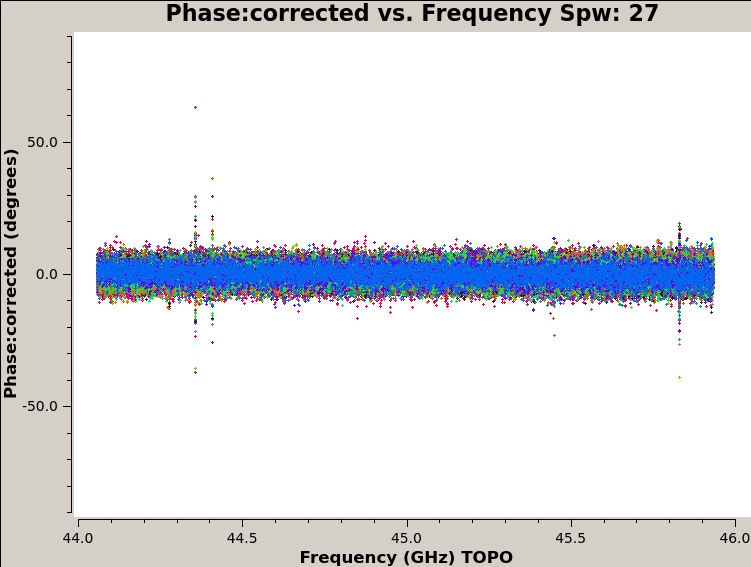 Phase:corrected vs. Frequency Spw: 27
Phase:corrected (degrees)
50.0
0.0
-50.0
44.0 44.5 45.0 45.5 46.0
Frequency (GHz) TOPO